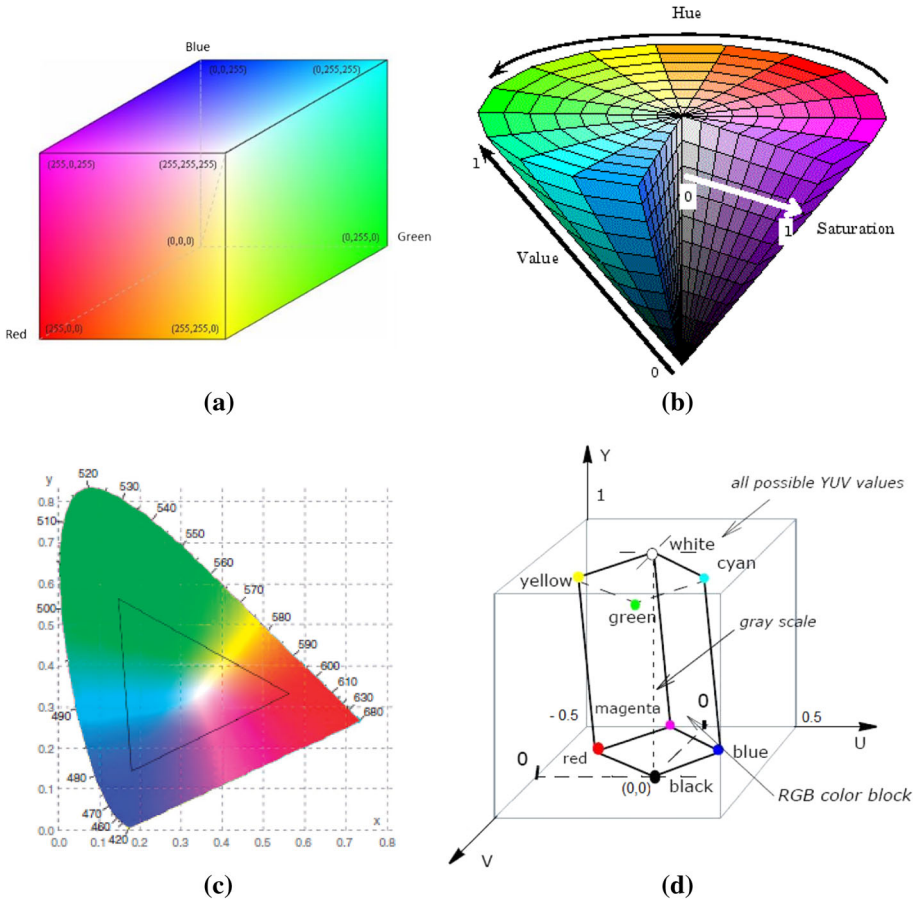 Blue
(0,0,255)
(0,255,255)
(255,0,255)
(255,255,255)
(0,0,0)
(0,255,0)
Green
Red
(255,0,0)
(255,255,0)
(a)
Hue
1
0
1
Saturation
Value
0
(b)
y
520
530
540
550
560
570
580
590
600
610
630
680
510
500
490
480
470
460
420
0.8
0.7
0.6
0.5
0.4
0.3
0.2
0.1
0.0
x
0.0
0.1
0.2
0.3
0.4
0.5
0.6
0.7
0.8
(c)
Y
1
all possible YUV values
white
yellow
cyan
green
gray scale
magenta
0
- 0.5
0.5
U
0
red
blue
(0,0)
black
RGB color block
V
(d)